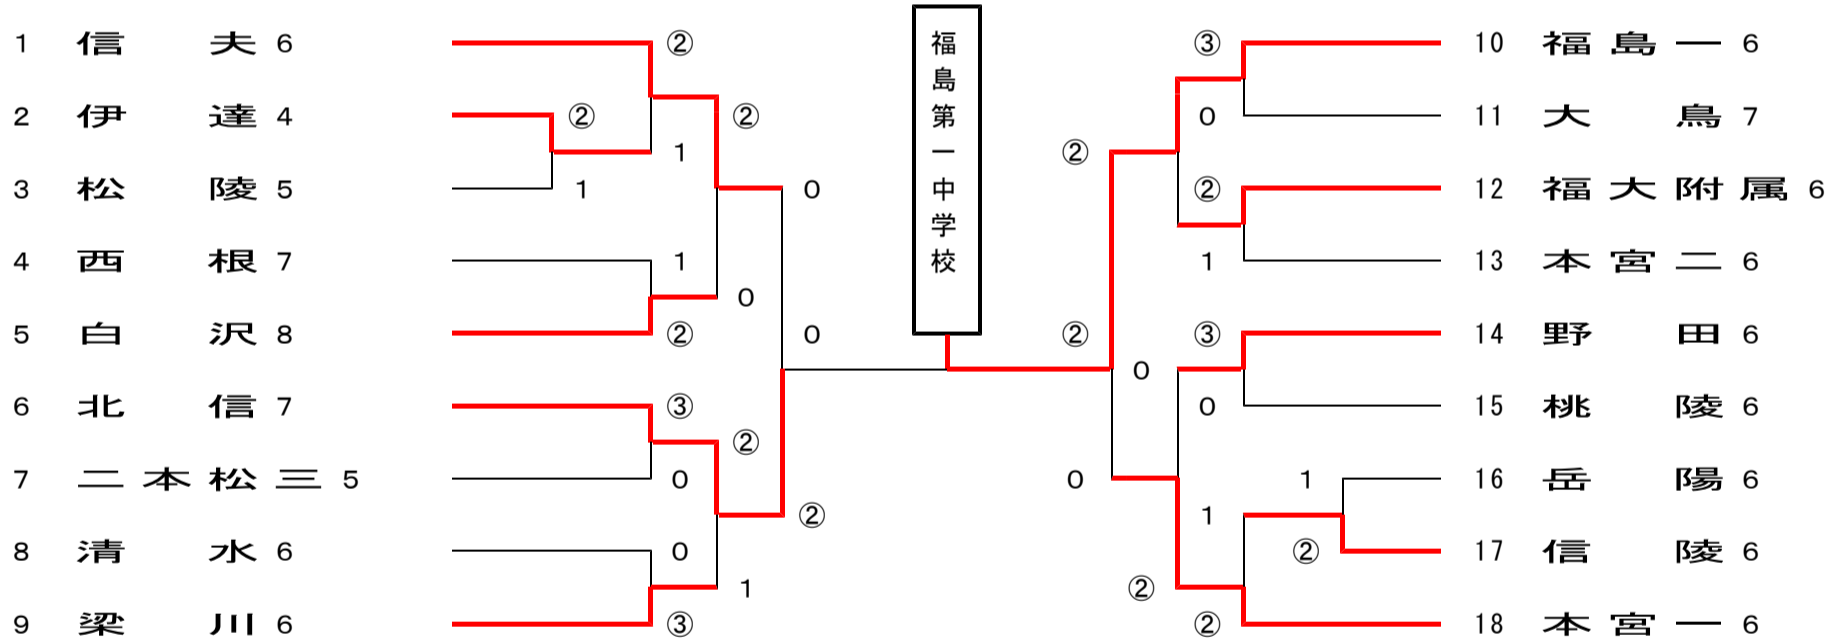 1 信夫 6 ②
2 伊達 4 ② ②
1
3 松陵 5 1 0
4 西根 7 1
0
5 白沢 8 ② 0
6 北信 7 ③
②
7 二本松三 5 0
②
8 清水 6 0
1
9 梁川 6 ③
福島第一中学校
③ 10 福島一 6
0 11 大鳥 7
②
② 12 福大附属 6
1 13 本宮二 6
② ③ 14 野田 6
0
0 15 桃陵 6
0 1 16 岳陽 6
1
② 17 信陵 6
②
② 18 本宮一 6